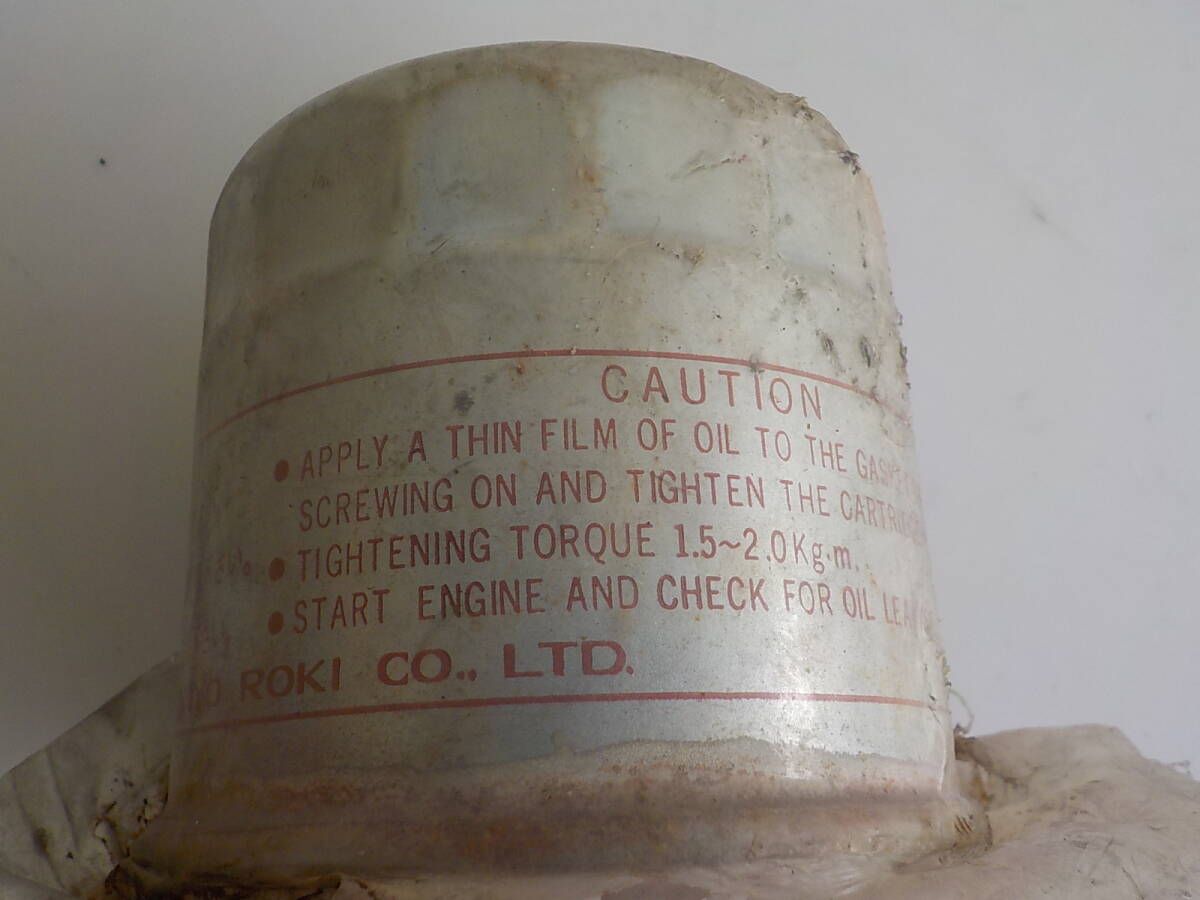 CAUTION
• APPLY A THIN FILM OF OIL TO THE
SCREWING ON AND TIGHTEN THE
• TIGHTENING TORQUE 1.5~2.0Kg·m.
• START ENGINE AND CHECK FOR OIL
ROKI CO., LTD.